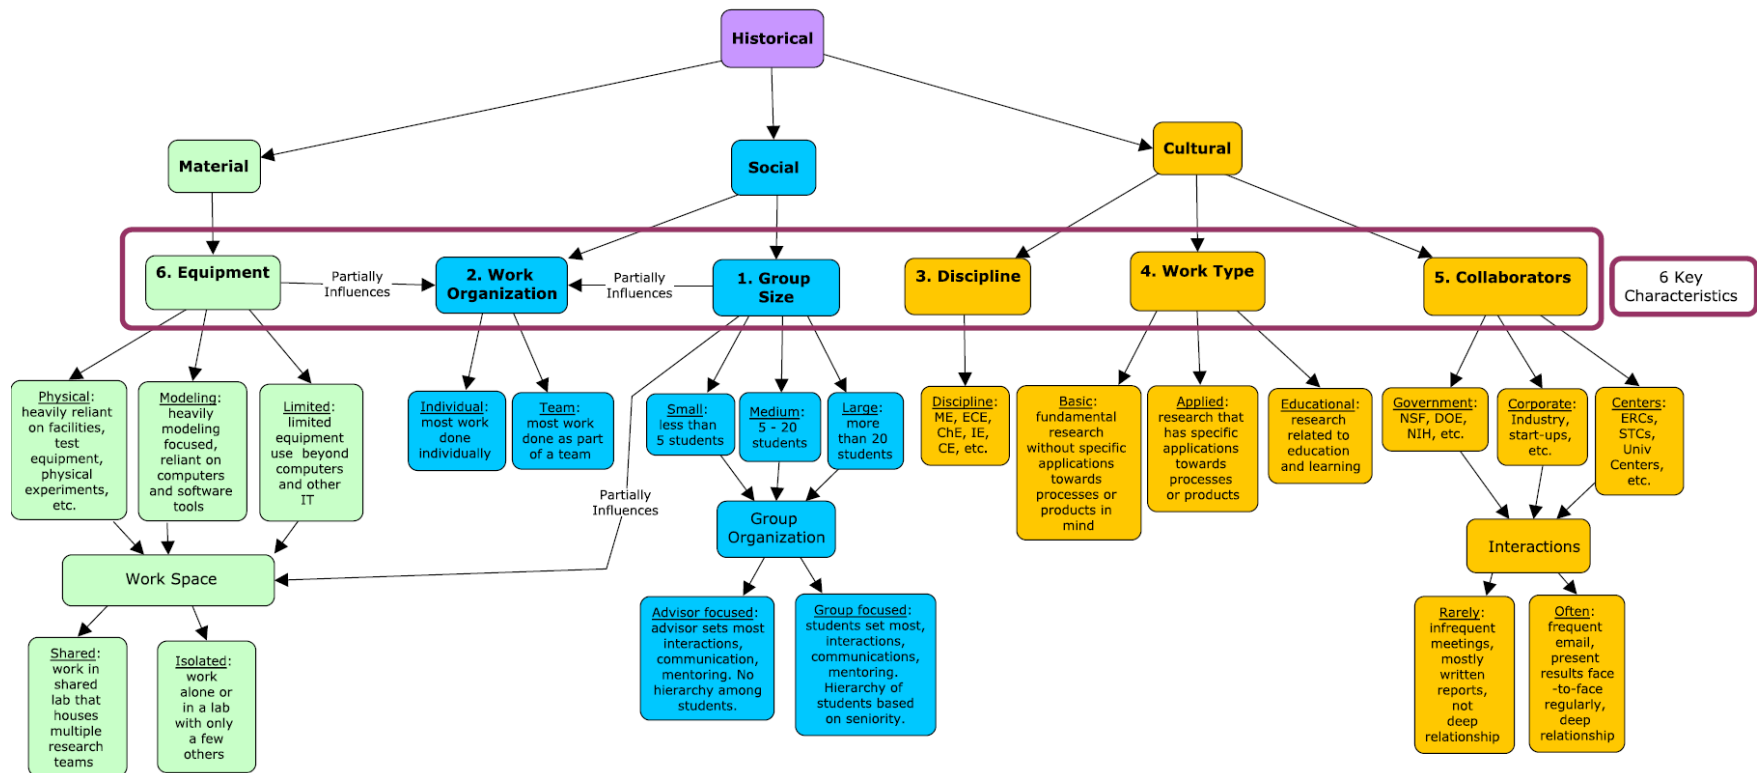 Historical
Material
Social
Cultural
6. Equipment
Partially
Influences
2. Work
Organization
Partially
Influences
1. Group
Size
3. Discipline
4. Work Type
5. Collaborators
6 Key
Characteristics
Physical:
heavily reliant
on facilities,
test
equipment,
physical
experiments,
etc.
Modeling:
heavily
modeling
focused,
reliant on
computers
and software
tools
Limited:
limited
equipment
use beyond
computers
and other
IT
Individual:
most work
done
individually
Team:
most work
done as part
of a team
Small:
less than
5 students
Medium:
5 - 20
students
Large:
more
than 20
students
Discipline:
ME, ECE,
ChE, IE,
CE, etc.
Basic:
fundamental
research
without specific
applications
towards
processes or
products in
mind
Applied:
research that
has specific
applications
towards
processes
or products
Educational:
research
related to
education
and learning
Government:
NSF, DOE,
NIH, etc.
Corporate:
Industry,
start-ups,
etc.
Centers:
ERCs,
STCs,
Univ
Centers,
etc.
Partially
Influences
Work Space
Group
Organization
Interactions
Shared:
work in
shared
lab that
houses
multiple
research
teams
Isolated:
work
alone or
in a lab
with only
a few
others
Advisor focused:
advisor sets most
interactions,
communication,
mentoring. No
hierarchy among
students.
Group focused:
students set most,
interactions,
communications,
mentoring.
Hierarchy of
students based
on seniority.
Rarely:
infrequent
meetings,
mostly
written
reports,
not
deep
relationship
Often:
frequent
email,
present
results face
-to-face
regularly,
deep
relationship